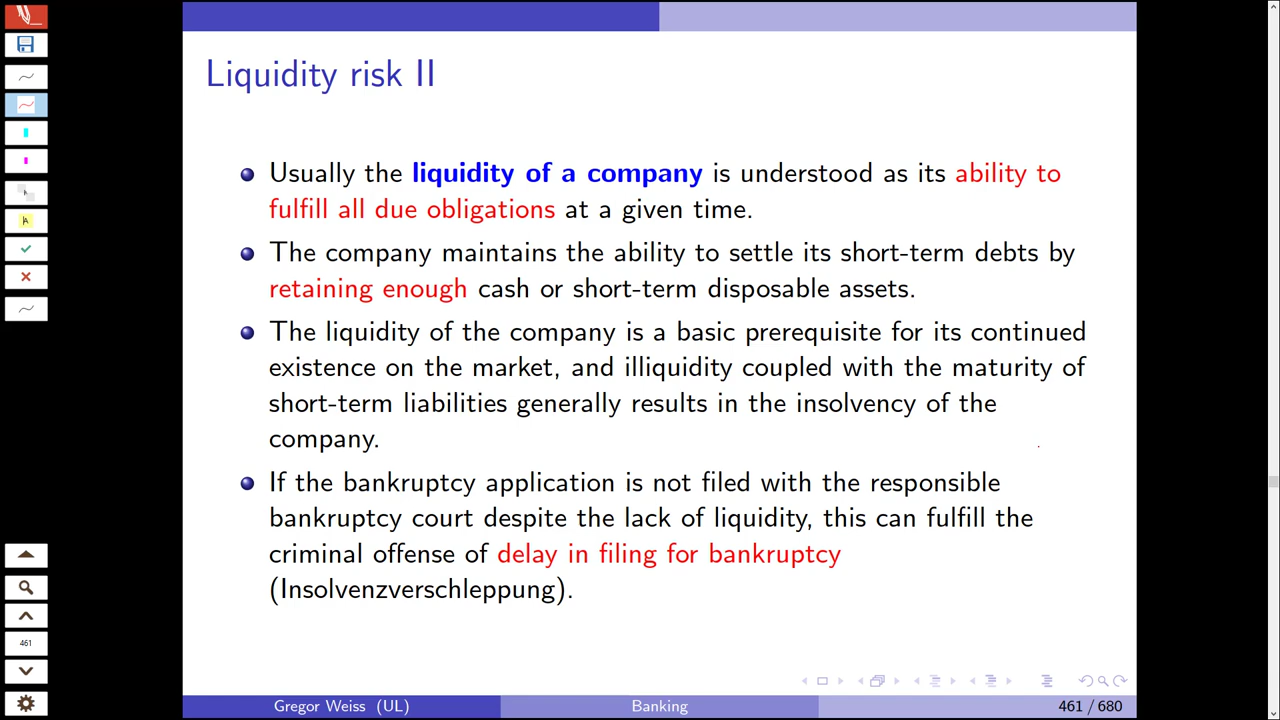 Liquidity risk II
Usually the liquidity of a company is understood as its ability to
fulfill all due obligations at a given time.
The company maintains the ability to settle its short-term debts by
retaining enough cash or short-term disposable assets.
The liquidity of the company is a basic prerequisite for its continued
existence on the market, and illiquidity coupled with the maturity of
short-term liabilities generally results in the insolvency of the
company.
If the bankruptcy application is not filed with the responsible
bankruptcy court despite the lack of liquidity, this can fulfill the
criminal offense of delay in filing for bankruptcy
(Insolvenzverschleppung).
461
Gregor Weiss (UL) Banking 461 / 680